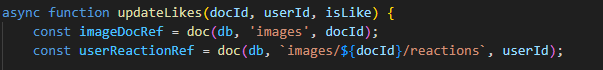 async function updateLikes(docId, userId, isLike) {
    const imageDocRef = doc(db, 'images', docId);
    const userReactionRef = doc(db, `images/${docId}/reactions`, userId);